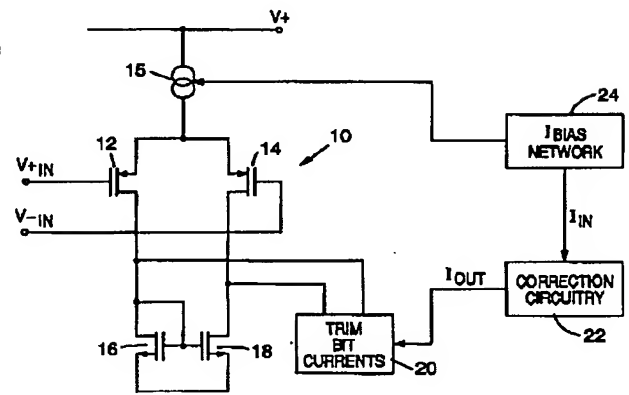 V+
15
24
I BIAS
NETWORK
12
14
10
V+IN
V-IN
IIN
IOUT
CORRECTION
CIRCUITRY
22
TRIM
BIT
CURRENTS
20
16
18